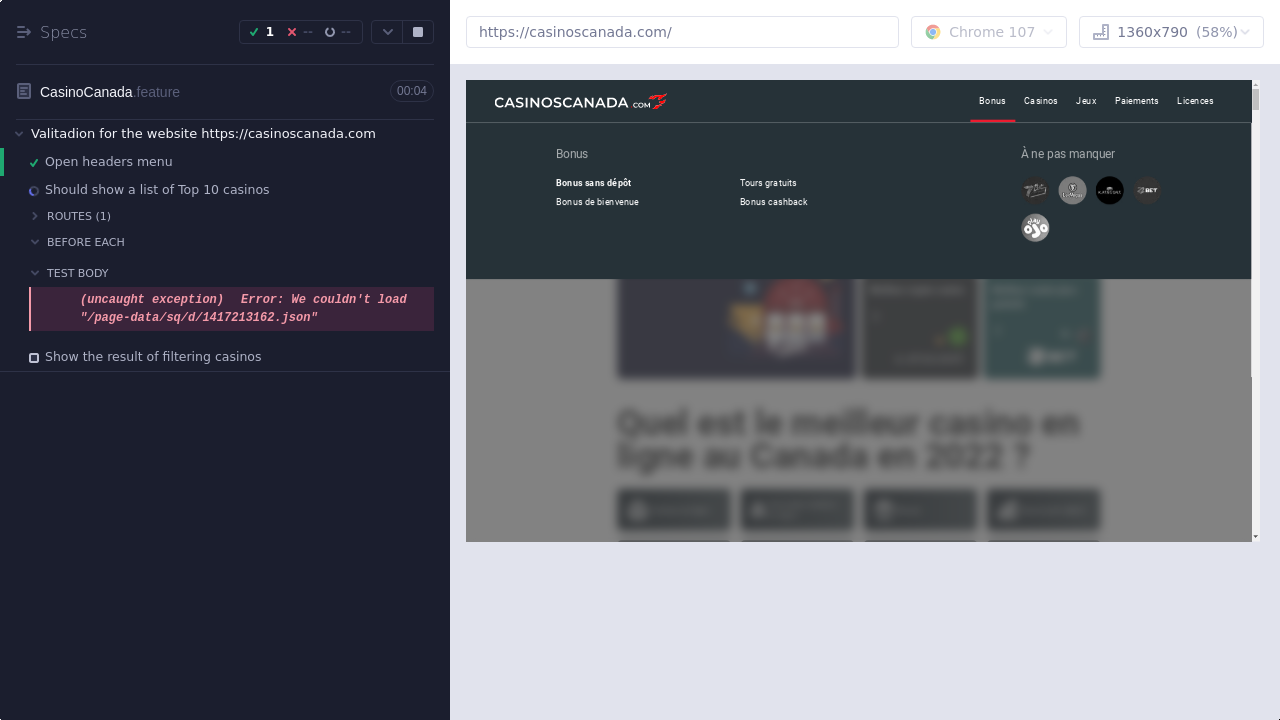 Specs
1
--
--
https://casinoscanada.com/
Chrome 107
1360x790 (58%)
CasinoCanada.feature
00:04
Valitadion for the website https://casinoscanada.com
Open headers menu
Should show a list of Top 10 casinos
ROUTES (1)
BEFORE EACH
TEST BODY
(uncaught exception) Error: We couldn't load
"/page-data/sq/d/1417213162.json"
Show the result of filtering casinos
CASINOSCANADA .COM
Bonus
Casinos
Jeux
Paiements
Licences
Bonus
À ne pas manquer
Bonus sans dépôt
Tours gratuits
Bonus de bienvenue
Bonus cashback
Quel est le meilleur casino en
ligne au Canada en 2022 ?